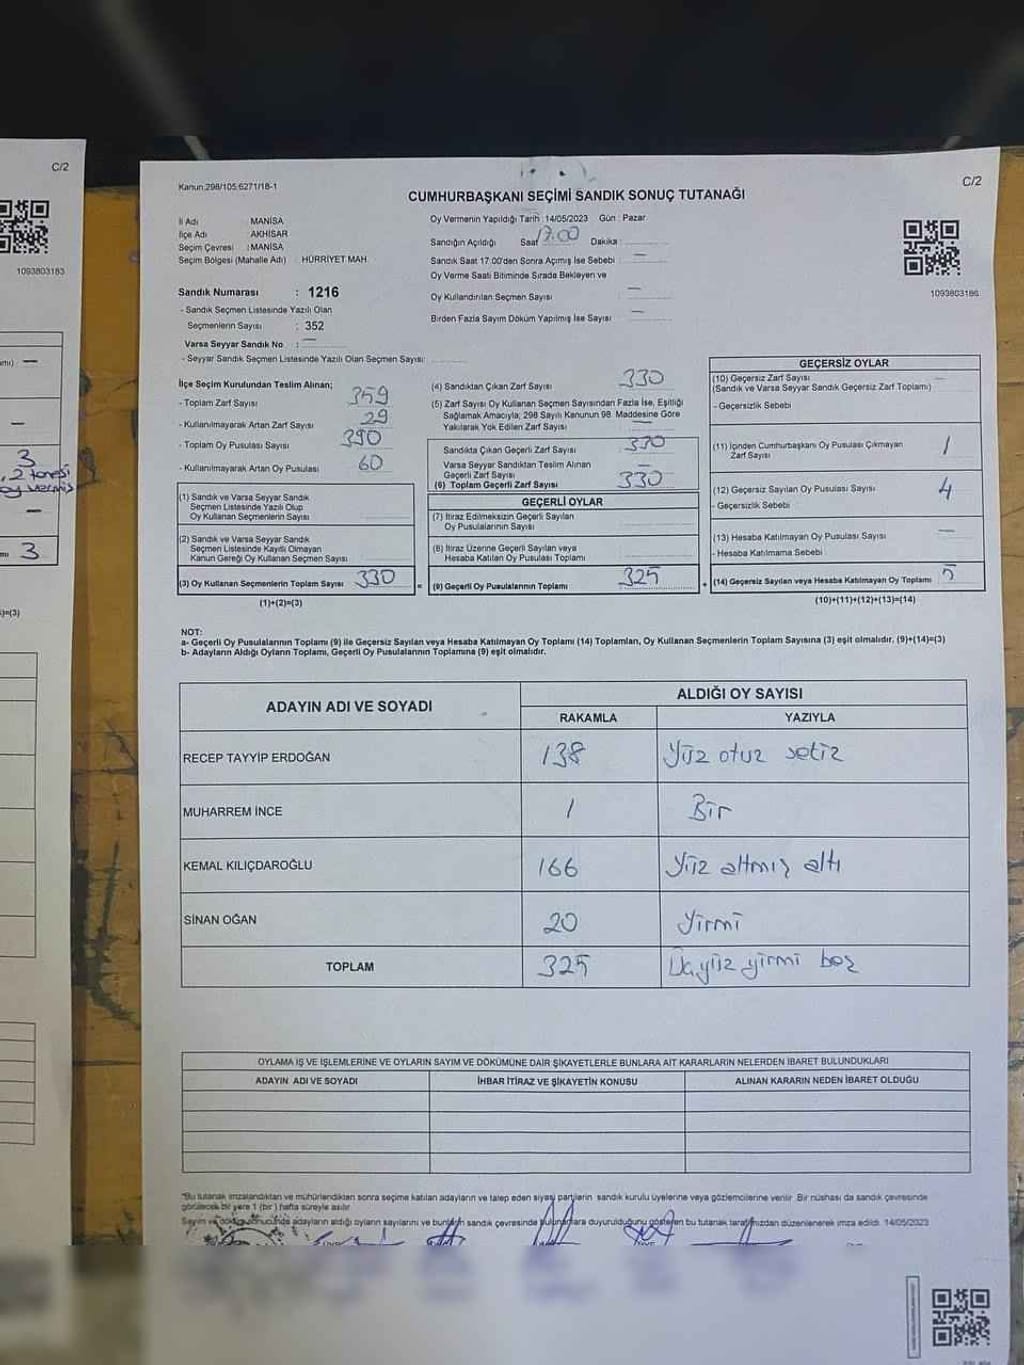 C/2
1093803183
3
, 2 tanesi
oy vermiş
3
Kanun.298/105.6271/18-1
CUMHURBAŞKANI SEÇİMİ SANDIK SONUÇ TUTANAĞI
C/2
1093803186
İl Adı : MANİSA
İlçe Adı : AKHİSAR
Seçim Çevresi : MANİSA
Seçim Bölgesi (Mahalle Adı) : HÜRRİYET MAH.
Sandık Numarası : 1216
- Sandık Seçmen Listesinde Yazılı Olan
Seçmenlerin Sayısı : 352
Varsa Seyyar Sandık No : —
- Seyyar Sandık Seçmen Listesinde Yazılı Olan Seçmen Sayısı:
Oy Vermenin Yapıldığı Tarih :14/05/2023 Gün : Pazar
Sandığın Açıldığı Saat 17.00 Dakika :
Sandık Saat 17:00'den Sonra Açılmış İse Sebebi —
Oy Verme Saati Bitiminde Sırada Bekleyen ve
Oy Kullandırılan Seçmen Sayısı —
Birden Fazla Sayım Döküm Yapılmış İse Sayısı —
İlçe Seçim Kurulundan Teslim Alınan;
- Toplam Zarf Sayısı 359
- Kullanılmayarak Artan Zarf Sayısı 29
- Toplam Oy Pusulası Sayısı 390
- Kullanılmayarak Artan Oy Pusulası 60
(1) Sandık ve Varsa Seyyar Sandık
Seçmen Listesinde Yazılı Olup
Oy Kullanan Seçmenlerin Sayısı
(2) Sandık ve Varsa Seyyar Sandık
Seçmen Listesinde Kayıtlı Olmayan
Kanun Gereği Oy Kullanan Seçmen Sayısı
(3) Oy Kullanan Seçmenlerin Toplam Sayısı 330
(1)+(2)=(3)
=
(4) Sandıktan Çıkan Zarf Sayısı 330
(5) Zarf Sayısı Oy Kullanan Seçmen Sayısından Fazla İse, Eşitliği
Sağlamak Amacıyla; 298 Sayılı Kanunun 98. Maddesine Göre
Yakılarak Yok Edilen Zarf Sayısı —
Sandıkta Çıkan Geçerli Zarf Sayısı 330
Varsa Seyyar Sandıktan Teslim Alınan
Geçerli Zarf Sayısı —
(6) Toplam Geçerli Zarf Sayısı 330
GEÇERLİ OYLAR
(7) İtiraz Edilmeksizin Geçerli Sayılan
Oy Pusulalarının Sayısı
(8) İtiraz Üzerine Geçerli Sayılan veya
Hesaba Katılan Oy Pusulası Toplamı
(9) Geçerli Oy Pusulalarının Toplamı 325
+
GEÇERSİZ OYLAR
(10) Geçersiz Zarf Sayısı
(Sandık ve Varsa Seyyar Sandık Geçersiz Zarf Toplamı) —
- Geçersizlik Sebebi
(11) İçinden Cumhurbaşkanı Oy Pusulası Çıkmayan
Zarf Sayısı 1
(12) Geçersiz Sayılan Oy Pusulası Sayısı 4
- Geçersizlik Sebebi
(13) Hesaba Katılmayan Oy Pusulası Sayısı —
- Hesaba Katılmama Sebebi
(14) Geçersiz Sayılan veya Hesaba Katılmayan Oy Toplamı 5
(10)+(11)+(12)+(13)=(14)
NOT:
a- Geçerli Oy Pusulalarının Toplamı (9) ile Geçersiz Sayılan veya Hesaba Katılmayan Oy Toplamı (14) Toplamları, Oy Kullanan Seçmenlerin Toplam Sayısına (3) eşit olmalıdır, (9)+(14)=(3)
b- Adayların Aldığı Oyların Toplamı, Geçerli Oy Pusulalarının Toplamına (9) eşit olmalıdır.
ADAYIN ADI VE SOYADI
ALDIĞI OY SAYISI
RAKAMLA YAZIYLA
RECEP TAYYİP ERDOĞAN 138 Yüz otuz sekiz
MUHARREM İNCE 1 Bir
KEMAL KILIÇDAROĞLU 166 Yüz altmış altı
SİNAN OĞAN 20 Yirmi
TOPLAM 325 Üçyüz yirmi beş
OYLAMA İŞ VE İŞLEMLERİNE VE OYLARIN SAYIM VE DÖKÜMÜNE DAİR ŞİKAYETLERLE BUNLARA AİT KARARLARIN NELERDEN İBARET BULUNDUKLARI
ADAYIN ADI VE SOYADI İHBAR İTİRAZ VE ŞİKAYETİN KONUSU ALINAN KARARIN NEDEN İBARET OLDUĞU
*Bu tutanak imzalandıktan ve mühürlendikten sonra seçime katılan adayların ve talep eden siyasi partilerin sandık kurulu üyelerine veya gözlemcilerine verilir. Bir nüshası da sandık çevresinde
görülecek bir yere 1 (bir) hafta süreyle asılır.
Sayım ve döküm sonucunda adayların aldığı oyların sayılarını ve bunların sandık çevresinde bulunanlara duyurulduğunu gösteren bu tutanak tarafımızdan düzenlenerek imza edildi. 14/05/2023